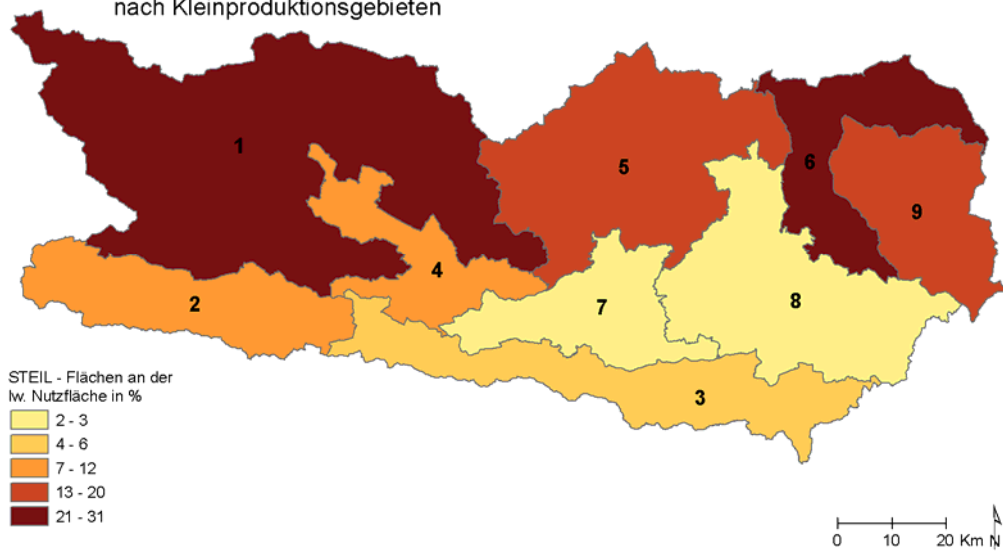 nach Kleinproduktionsgebieten
1
5
6
9
4
2
7
8
3
STEIL - Flächen an der
lw. Nutzfläche in %
2 - 3
4 - 6
7 - 12
13 - 20
21 - 31
0 10 20 Km N